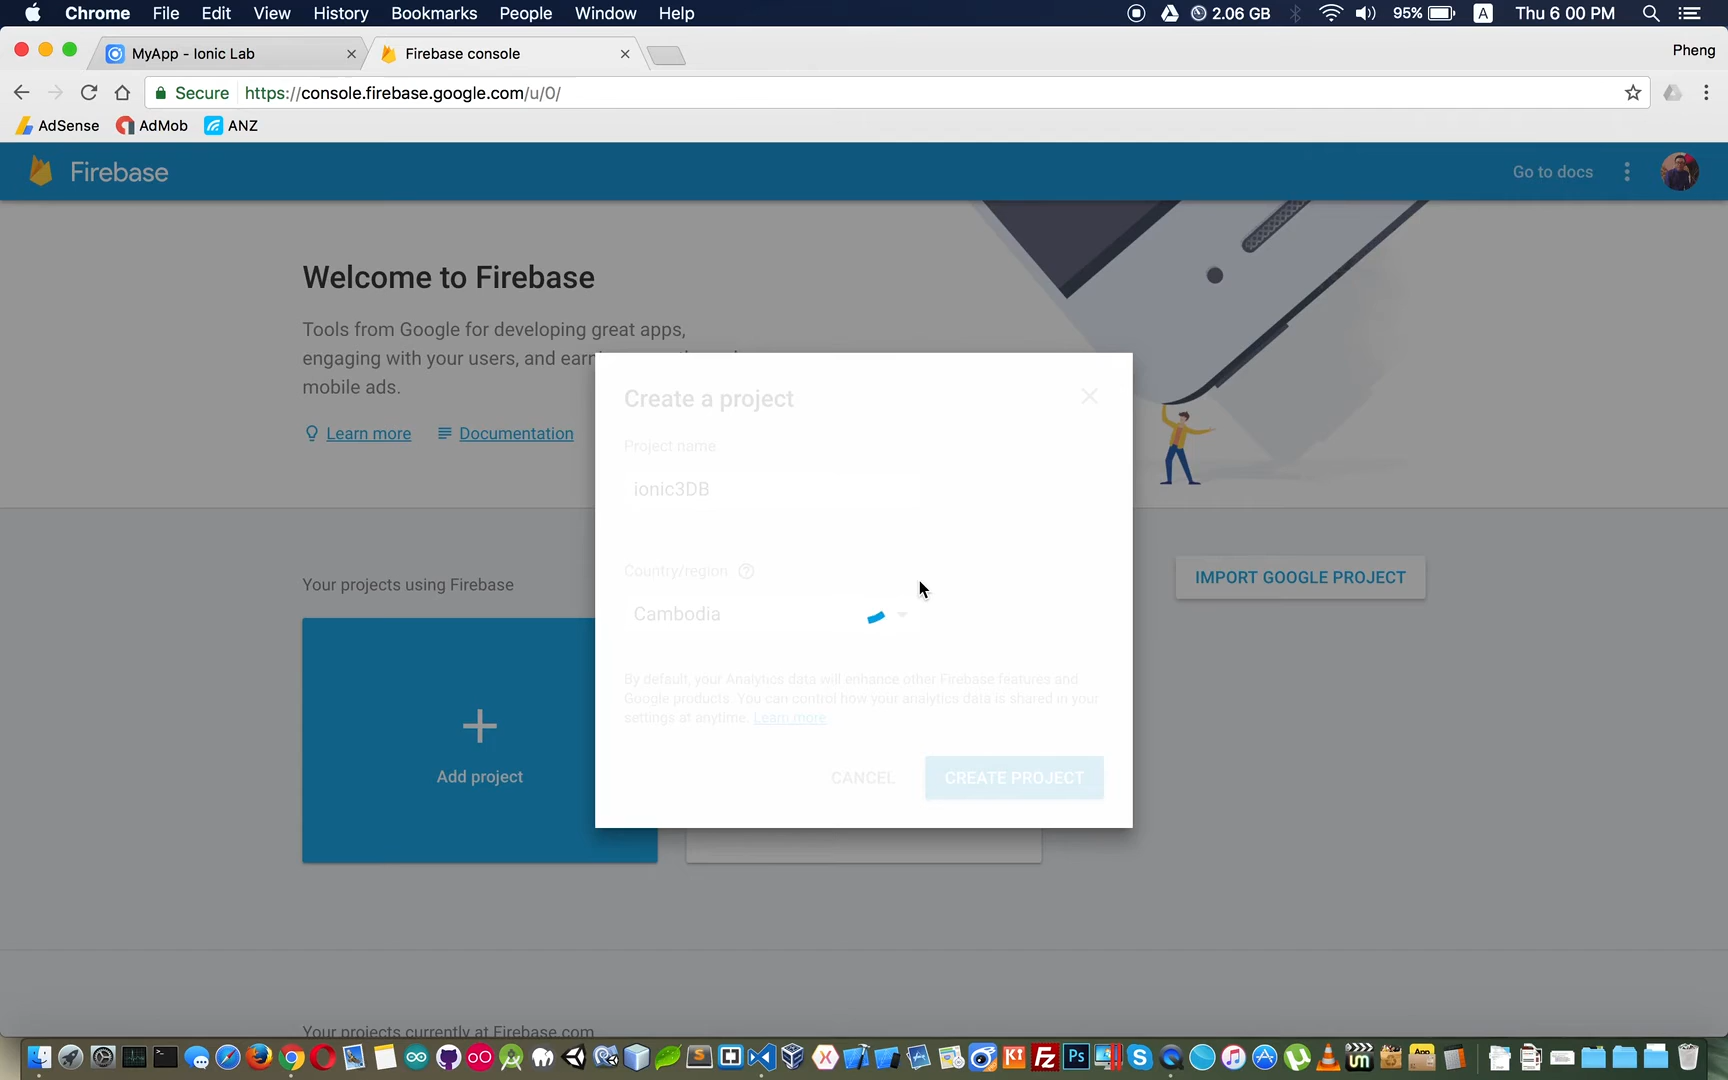 Chrome File Edit View History Bookmarks People Window Help 2.06 GB 95% A Thu 6 00 PM
MyApp - Ionic Lab Firebase console Pheng
Secure https://console.firebase.google.com/u/0/
AdSense AdMob ANZ
Firebase Go to docs
Welcome to Firebase
Tools from Google for developing great apps,
engaging with your users, and earn
mobile ads.
Learn more Documentation
Create a project
Project name
ionic3DB
Country/region
Cambodia
By default, your Analytics data will enhance other Firebase features and
Google products. You can control how your analytics data is shared in your
settings at anytime. Learn more
CANCEL CREATE PROJECT
Your projects using Firebase
IMPORT GOOGLE PROJECT
Add project
Your projects currently at Firebase.com